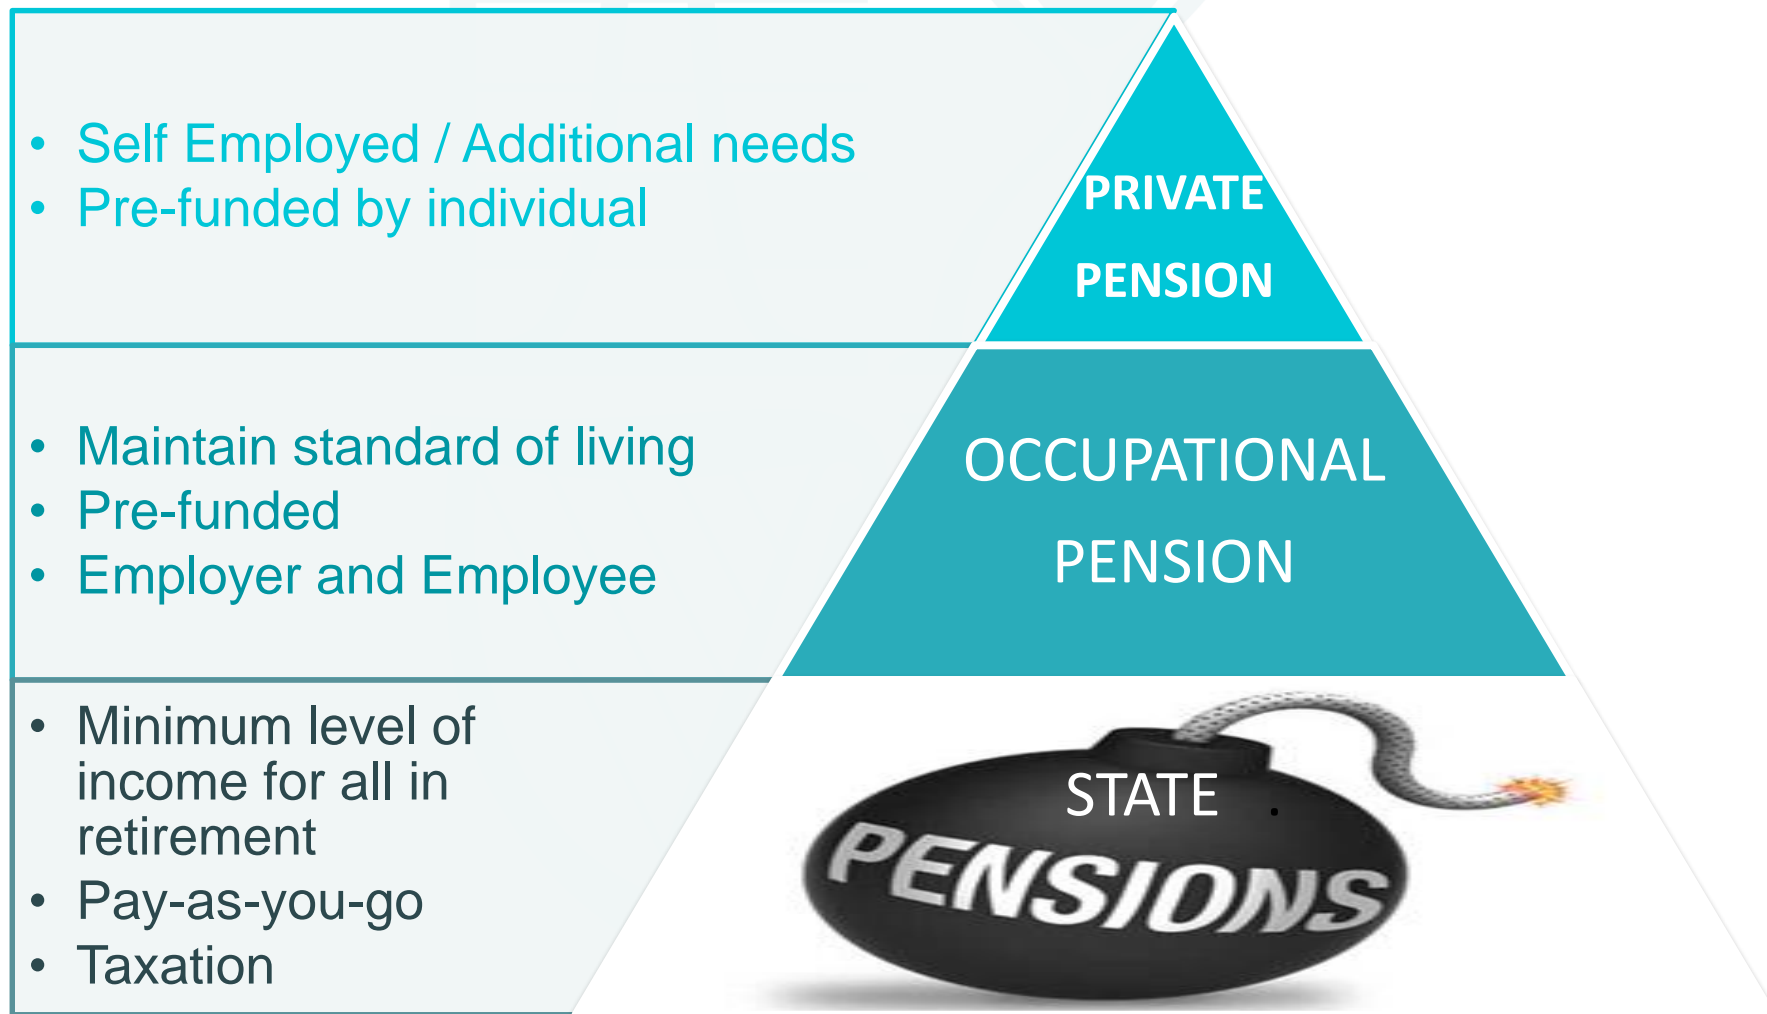 • Self Employed / Additional needs
• Pre-funded by individual
PRIVATE
PENSION
• Maintain standard of living
• Pre-funded
• Employer and Employee
OCCUPATIONAL
PENSION
• Minimum level of
income for all in
retirement
• Pay-as-you-go
• Taxation
STATE .
PENSIONS